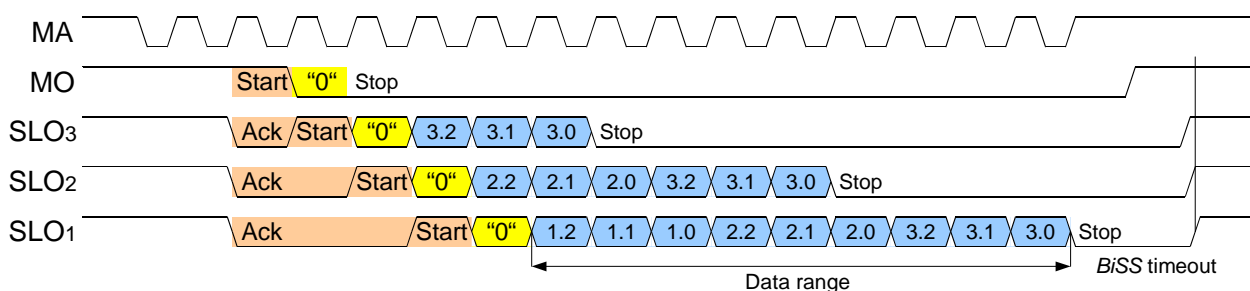 MA
MO Start “0” Stop
SLO3 Ack Start “0“ 3.2 3.1 3.0 Stop
SLO2 Ack Start “0“ 2.2 2.1 2.0 3.2 3.1 3.0 Stop
SLO1 Ack Start “0“ 1.2 1.1 1.0 2.2 2.1 2.0 3.2 3.1 3.0 Stop
Data range BiSS timeout